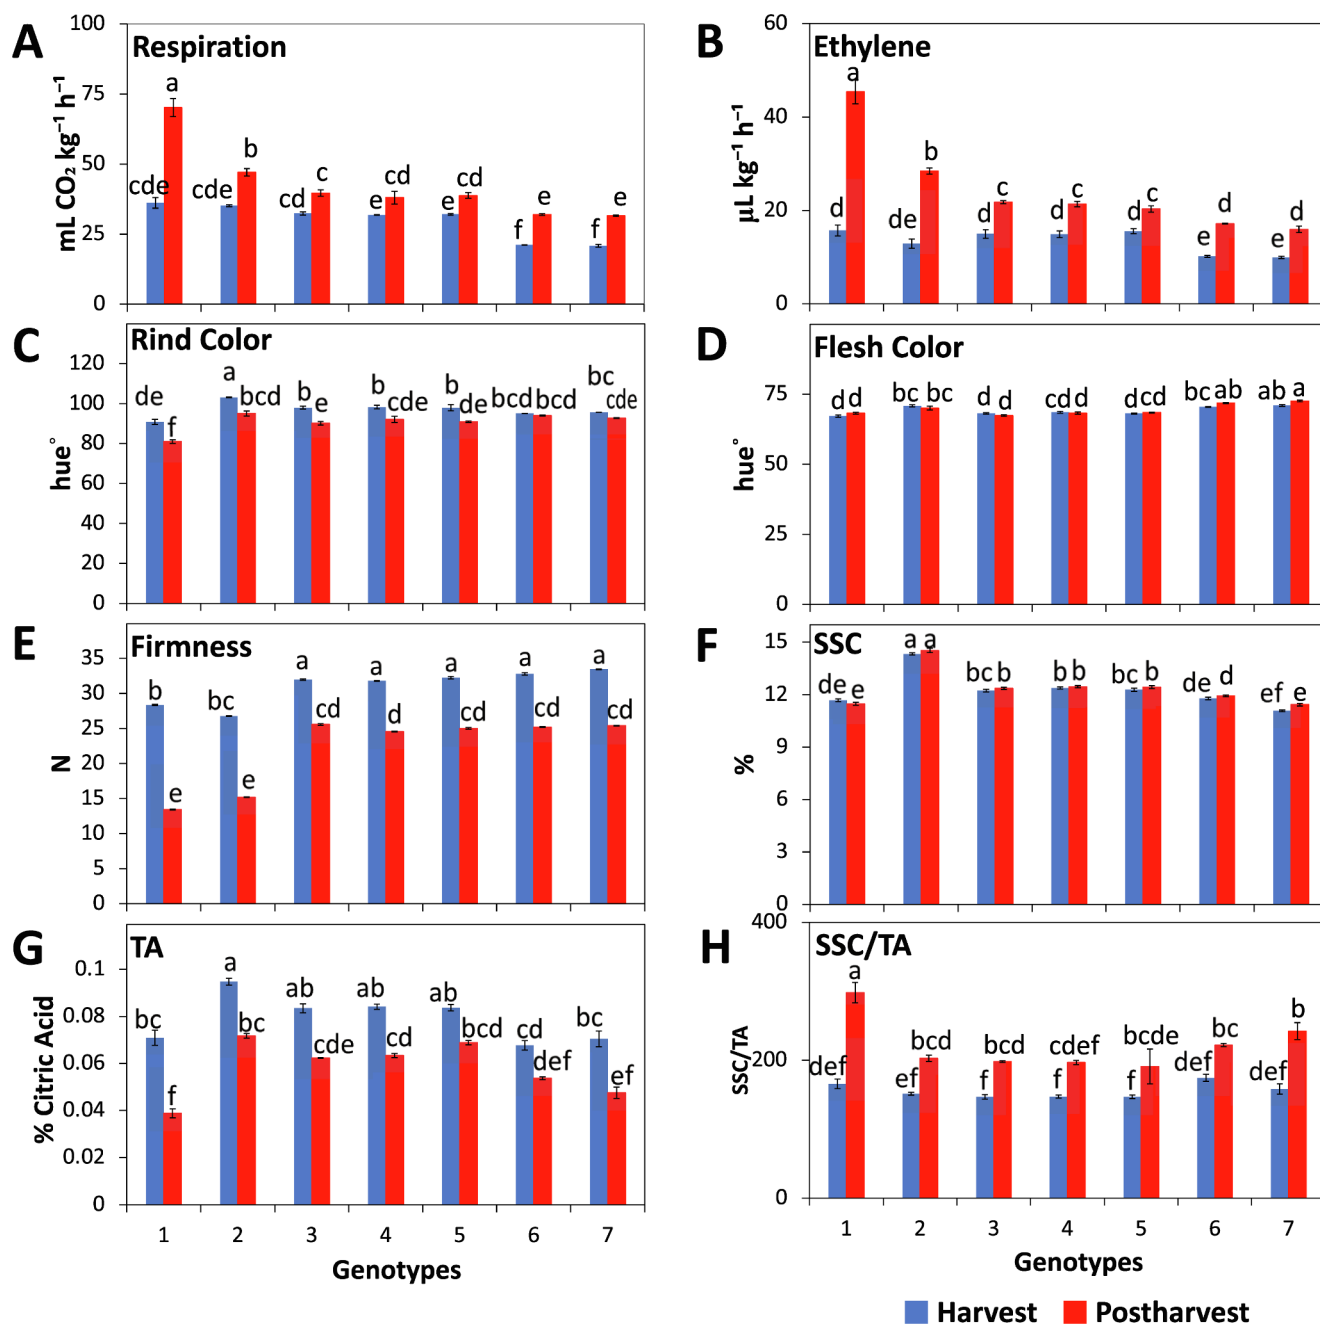 A
Respiration
mL CO₂ kg⁻¹ h⁻¹
100
75
50
25
0
cde a
cde b
cd c
e cd
e cd
f e
f e
B
Ethylene
µL kg⁻¹ h⁻¹
60
40
20
0
d a
de b
d c
d c
d c
e d
e d
C
Rind Color
hue°
120
100
80
60
40
20
0
de f
a bcd
b e
b cde
b de
bcd bcd
bc cde
D
Flesh Color
hue°
75
50
25
0
d d
bc bc
d d
cd d
d cd
bc ab
ab a
E
Firmness
N
35
30
25
20
15
10
5
0
b e
bc e
a cd
a d
a cd
a cd
a cd
F
SSC
%
15
12
9
6
3
0
de e
a a
bc b
b b
bc b
de d
ef e
G
TA
% Citric Acid
0.1
0.08
0.06
0.04
0.02
0
bc f
a bc
ab cde
ab cd
ab bcd
cd def
bc ef
1 2 3 4 5 6 7
Genotypes
H
SSC/TA
SSC/TA
400
200
0
def a
ef bcd
f bcd
f cdef
f bcde
def bc
def b
1 2 3 4 5 6 7
Genotypes
Harvest Postharvest